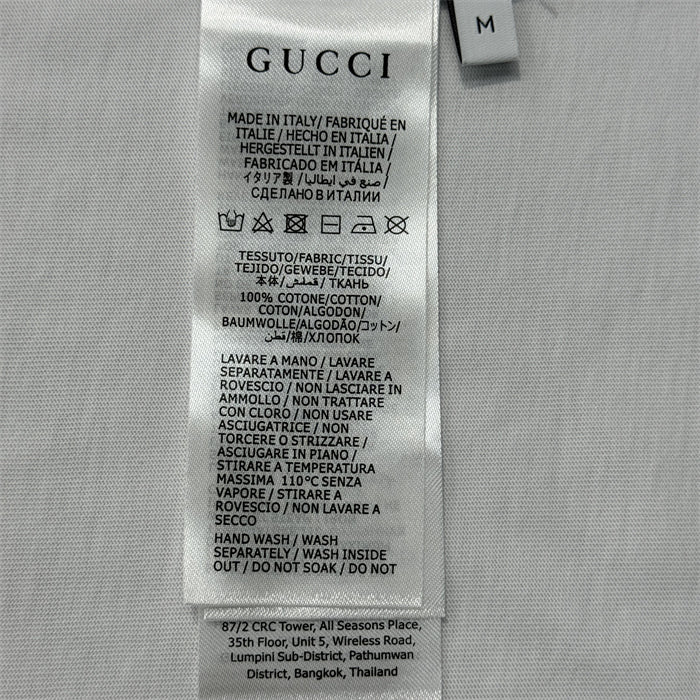 GUCCI
M
MADE IN ITALY/ FABRIQUÉ EN
ITALIE / HECHO EN ITALIA /
HERGESTELLT IN ITALIEN /
FABRICADO EM ITÁLIA /
イタリア製 / صنع في ايطاليا /
СДЕЛАНО В ИТАЛИИ
TESSUTO/FABRIC/TISSU/
TEJIDO/GEWEBE/TECIDO/
本体/قملش/ ТКАНЬ
100% COTONE/COTTON/
COTON/ALGODON/
BAUMWOLLE/ALGODÃO/コットン/
قطن/棉/ХЛОПОК
LAVARE A MANO / LAVARE
SEPARATAMENTE / LAVARE A
ROVESCIO / NON LASCIARE IN
AMMOLLO / NON TRATTARE
CON CLORO / NON USARE
ASCIUGATRICE / NON
TORCERE O STRIZZARE /
ASCIUGARE IN PIANO /
STIRARE A TEMPERATURA
MASSIMA 110°C SENZA
VAPORE / STIRARE A
ROVESCIO / NON LAVARE A
SECCO
HAND WASH / WASH
SEPARATELY / WASH INSIDE
OUT / DO NOT SOAK / DO NOT
87/2 CRC Tower, All Seasons Place,
35th Floor, Unit 5, Wireless Road,
Lumpini Sub-District, Pathumwan
District, Bangkok, Thailand